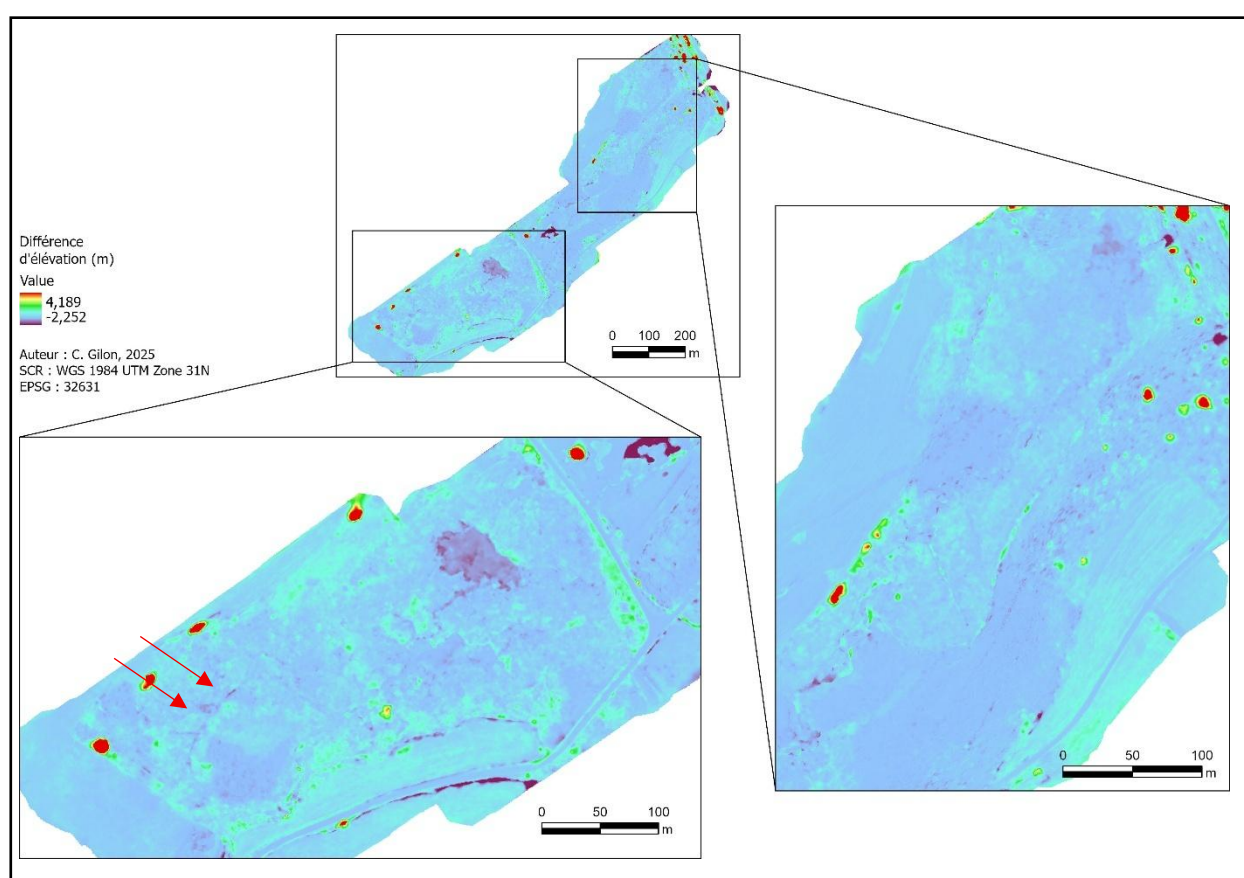 Différence
d'élévation (m)
Value
4,189
-2,252
Auteur : C. Gilon, 2025
SCR : WGS 1984 UTM Zone 31N
EPSG : 32631
0 100 200
m
0 50 100
m
0 50 100
m